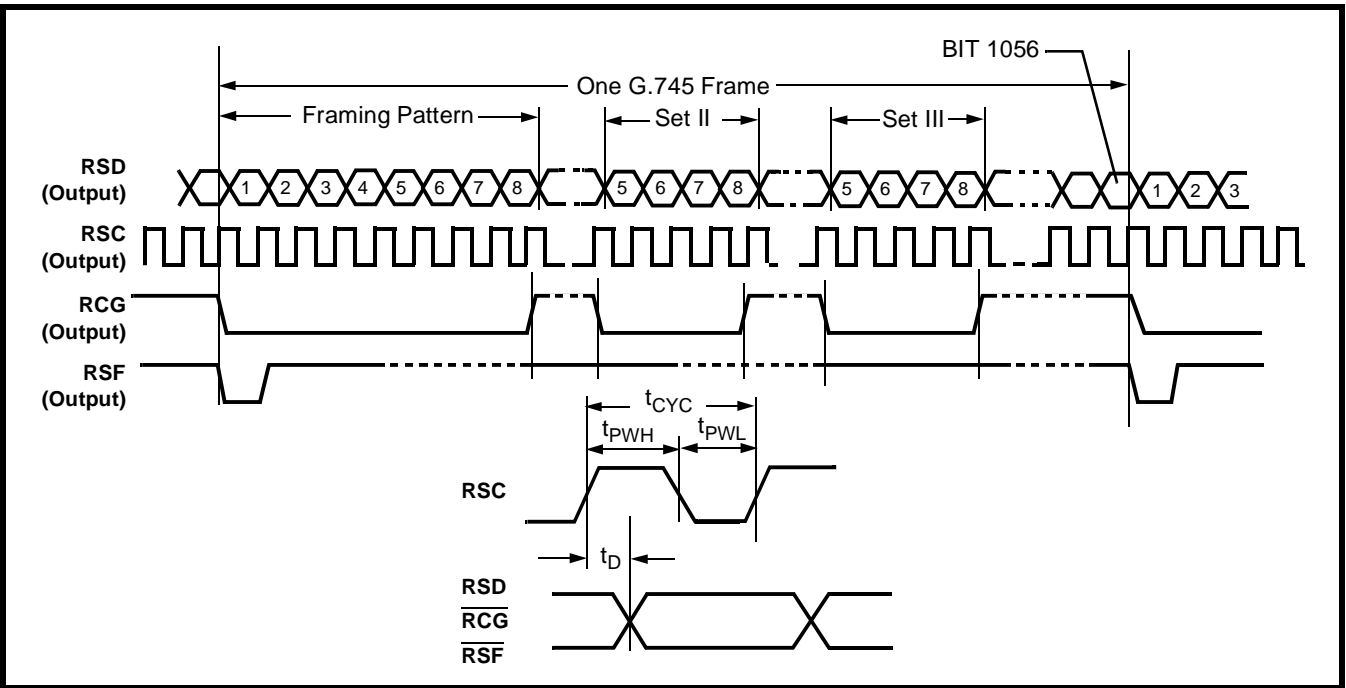 BIT 1056
One G.745 Frame
Framing Pattern
Set II
Set III
RSD
(Output)
1 2 3 4 5 6 7 8 5 6 7 8 5 6 7 8 1 2 3
RSC
(Output)
RCG
(Output)
RSF
(Output)
tCYC
tPWH tPWL
RSC
tD
RSD
RCG
RSF